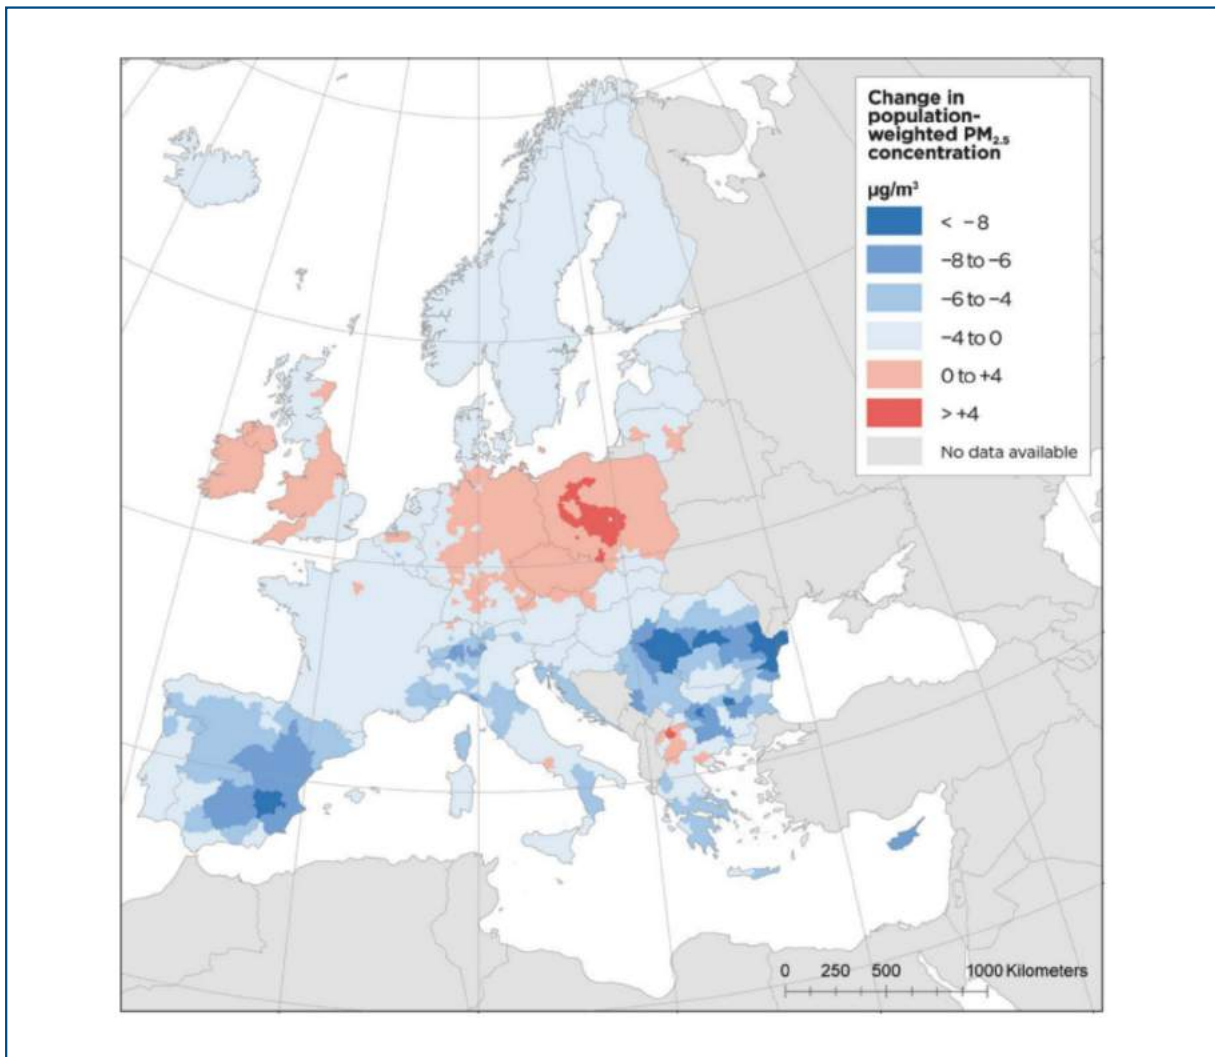 Change in
population-
weighted PM₂.₅
concentration
µg/m³
< −8
−8 to −6
−6 to −4
−4 to 0
0 to +4
> +4
No data available
0 250 500 1000 Kilometers